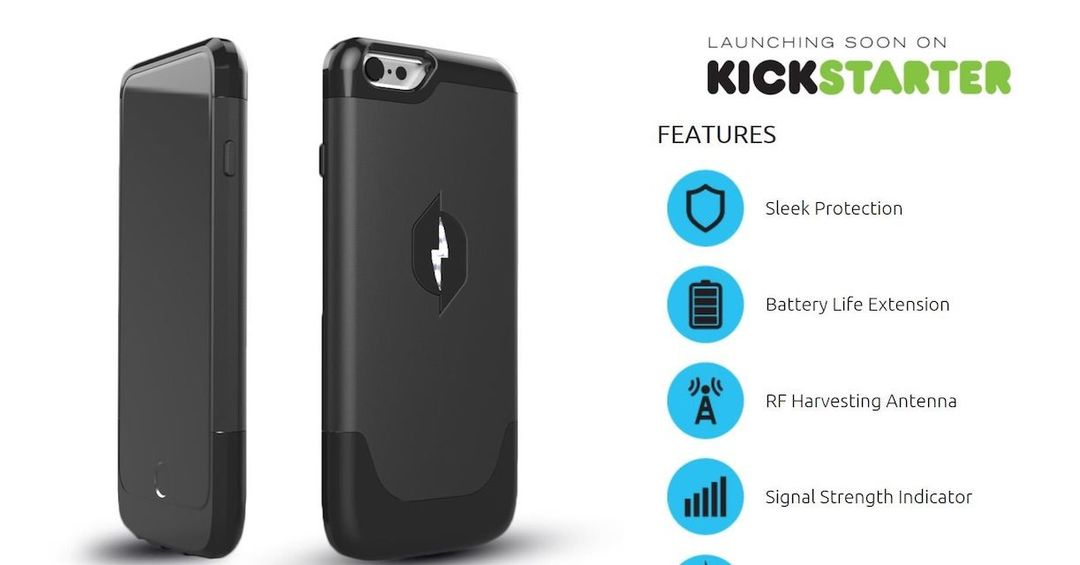 LAUNCHING SOON ON
KICKSTARTER
FEATURES
Sleek Protection
Battery Life Extension
RF Harvesting Antenna
Signal Strength Indicator